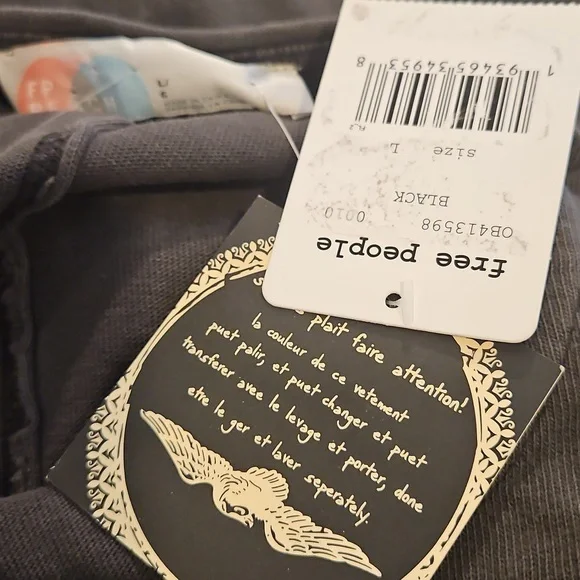 free people
OB413598 0010
BLACK
size L
1 93465 34953 8
plait faire attention!
la couleur de ce vetement
puet palir, et puet changer et puet
transferer avec le levage et porter, done
etre le ger et laver seperately.
FP